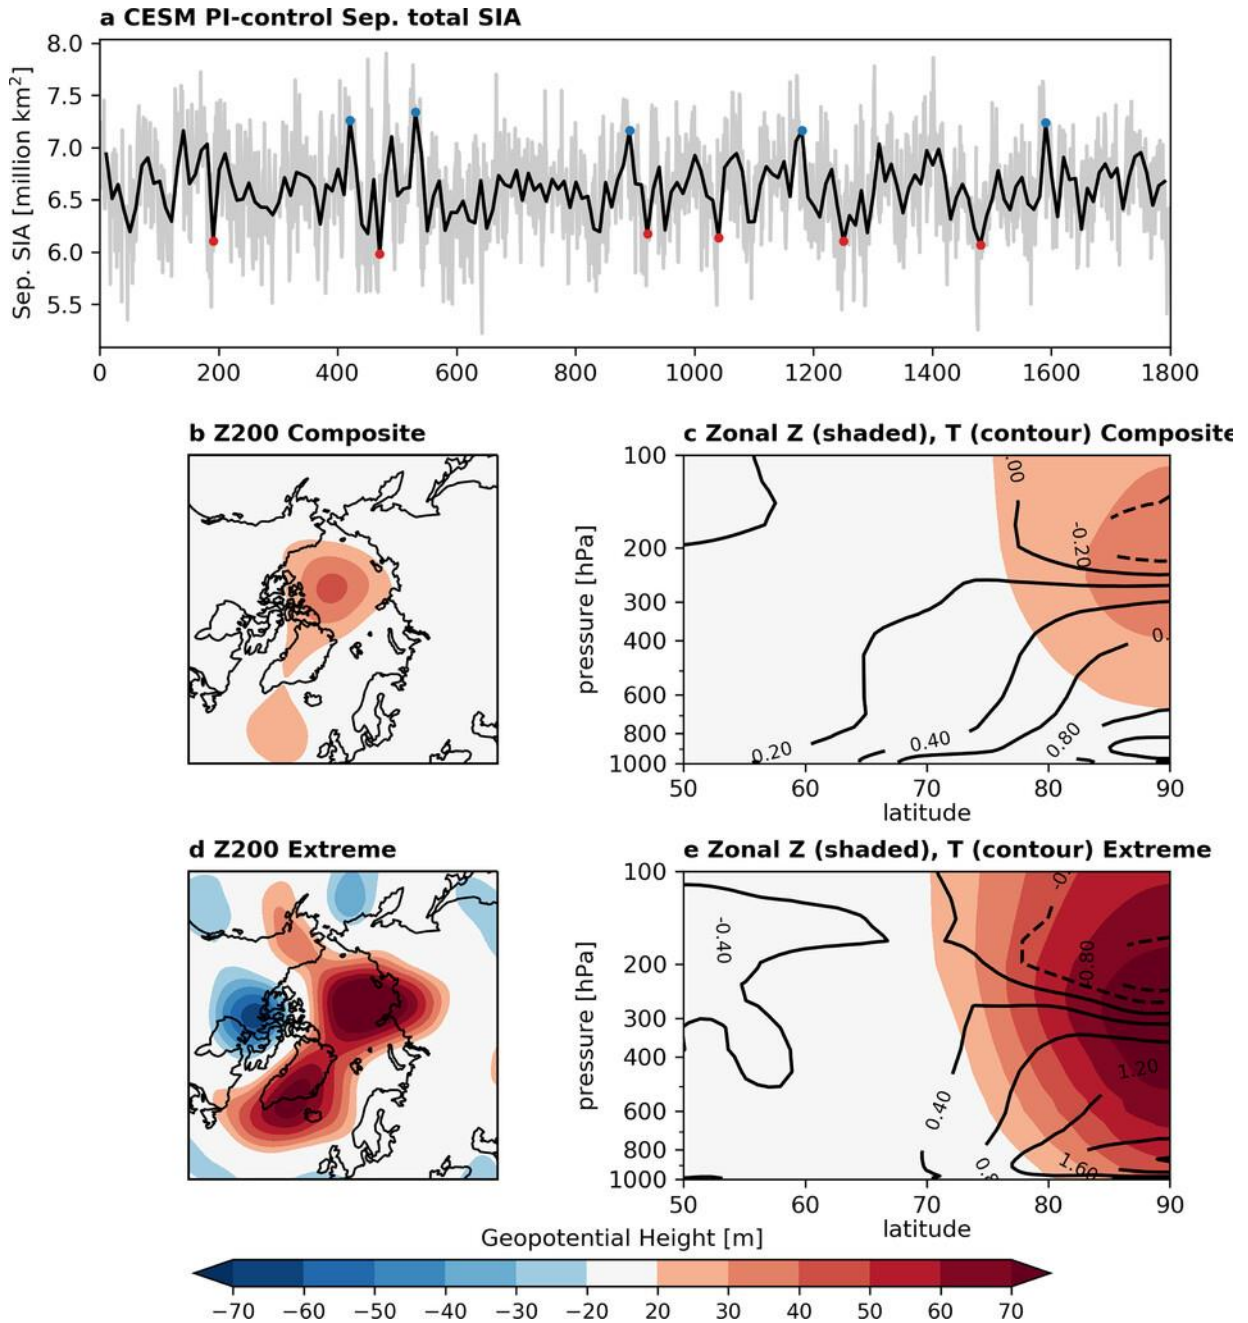 a CESM PI-control Sep. total SIA
8.0
7.5
7.0
6.5
6.0
5.5
Sep. SIA [million km²]
0 200 400 600 800 1000 1200 1400 1600 1800
b Z200 Composite
c Zonal Z (shaded), T (contour) Composite
100
200
300
400
600
800
1000
pressure [hPa]
-0.20
0.20
0.40
0.80
50 60 70 80 90
latitude
d Z200 Extreme
e Zonal Z (shaded), T (contour) Extreme
100
200
300
400
600
800
1000
pressure [hPa]
-0.40
-0.80
1.20
0.40
1.60
50 60 70 80 90
latitude
Geopotential Height [m]
−70 −60 −50 −40 −30 −20 20 30 40 50 60 70